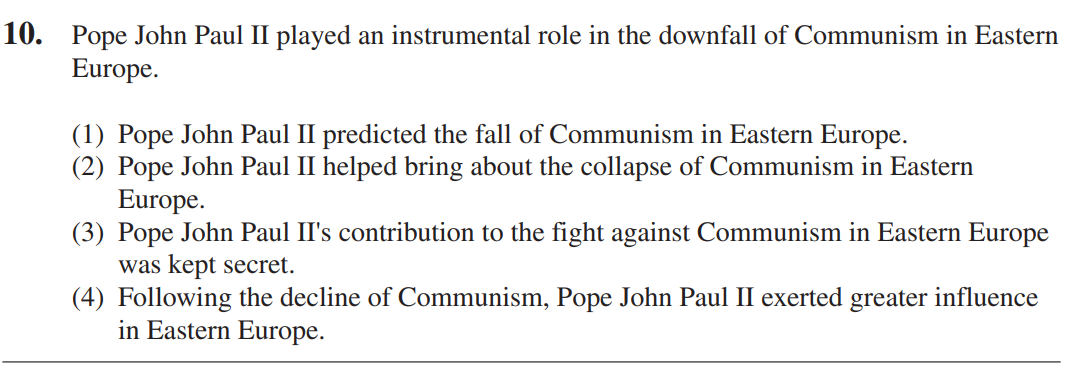 10. Pope John Paul II played an instrumental role in the downfall of Communism in Eastern
Europe.
(1) Pope John Paul II predicted the fall of Communism in Eastern Europe.
(2) Pope John Paul II helped bring about the collapse of Communism in Eastern
Europe.
(3) Pope John Paul II's contribution to the fight against Communism in Eastern Europe
was kept secret.
(4) Following the decline of Communism, Pope John Paul II exerted greater influence
in Eastern Europe.